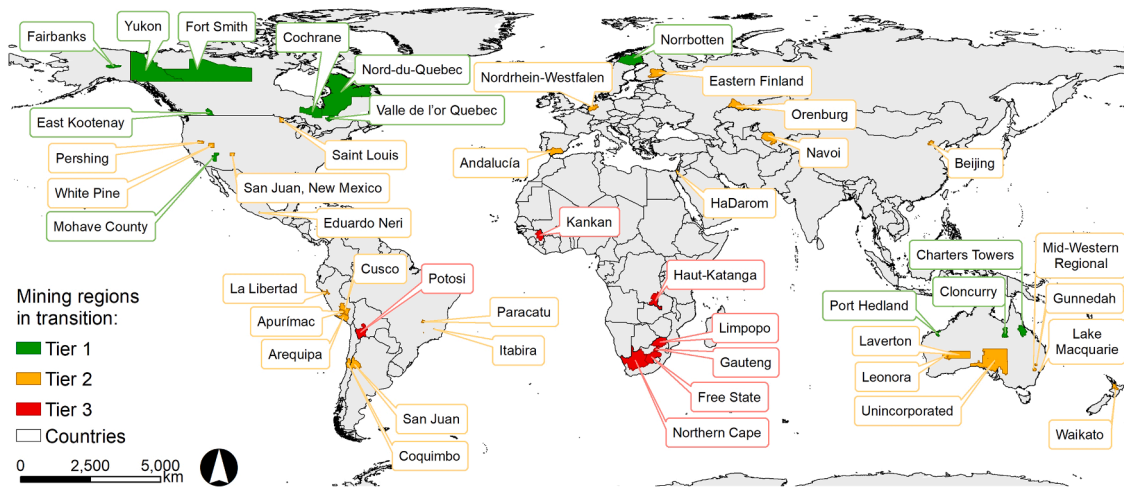 Fairbanks
Yukon
Fort Smith
Cochrane
Norrbotten
Nord-du-Quebec
Nordrhein-Westfalen
Eastern Finland
East Kootenay
Valle de l'or Quebec
Orenburg
Pershing
Saint Louis
Andalucía
Navoi
Beijing
White Pine
San Juan, New Mexico
HaDarom
Mohave County
Eduardo Neri
Kankan
Mid-Western
Regional
Charters Towers
Cusco
Potosi
Haut-Katanga
La Libertad
Cloncurry
Gunnedah
Port Hedland
Apurímac
Paracatu
Limpopo
Lake
Macquarie
Laverton
Arequipa
Itabira
Gauteng
Leonora
Free State
Unincorporated
San Juan
Northern Cape
Waikato
Coquimbo
Mining regions
in transition:
Tier 1
Tier 2
Tier 3
Countries
0 2,500 5,000
km